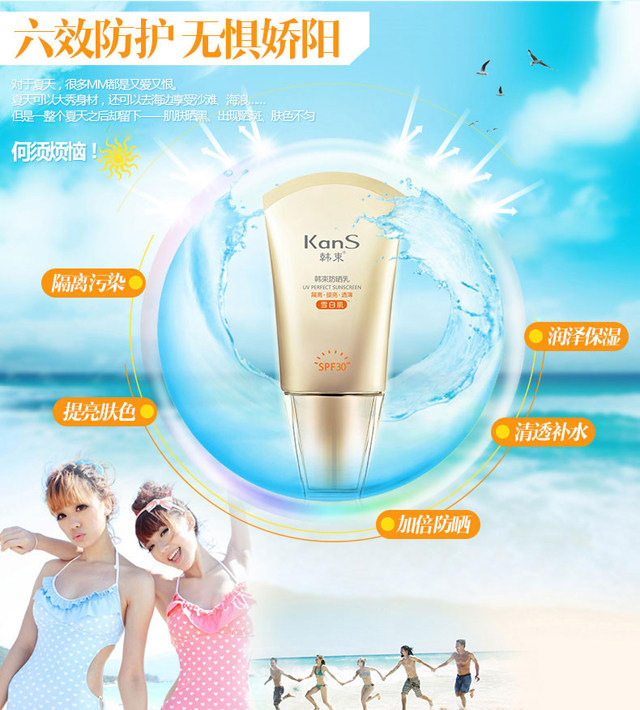 六效防护 无惧娇阳
对于夏天，很多MM都是又爱又恨。
夏天可以大秀身材，还可以去海边享受沙滩、海浪......
但是一整个夏天之后却留下——肌肤晒黑、出现晒斑、肤色不匀
何须烦恼！
KanS
韩束®
韩束防晒乳
UV PERFECT SUNSCREEN
雪白肌
SPF30
隔离污染
润泽保湿
提亮肤色
清透补水
加倍防晒